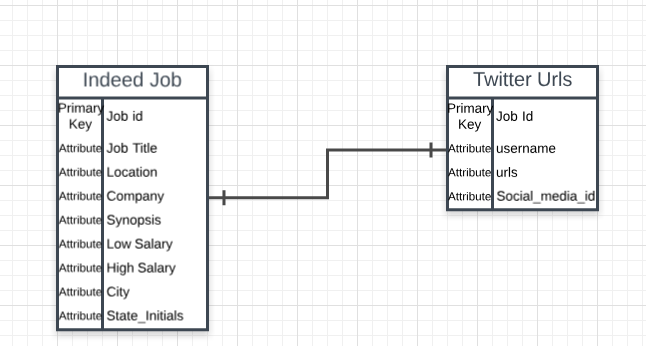 Indeed Job
Primary Key Job id
Attribute Job Title
Attribute Location
Attribute Company
Attribute Synopsis
Attribute Low Salary
Attribute High Salary
Attribute City
Attribute State_Initials
Twitter Urls
Primary Key Job Id
Attribute username
Attribute urls
Attribute Social_media_id